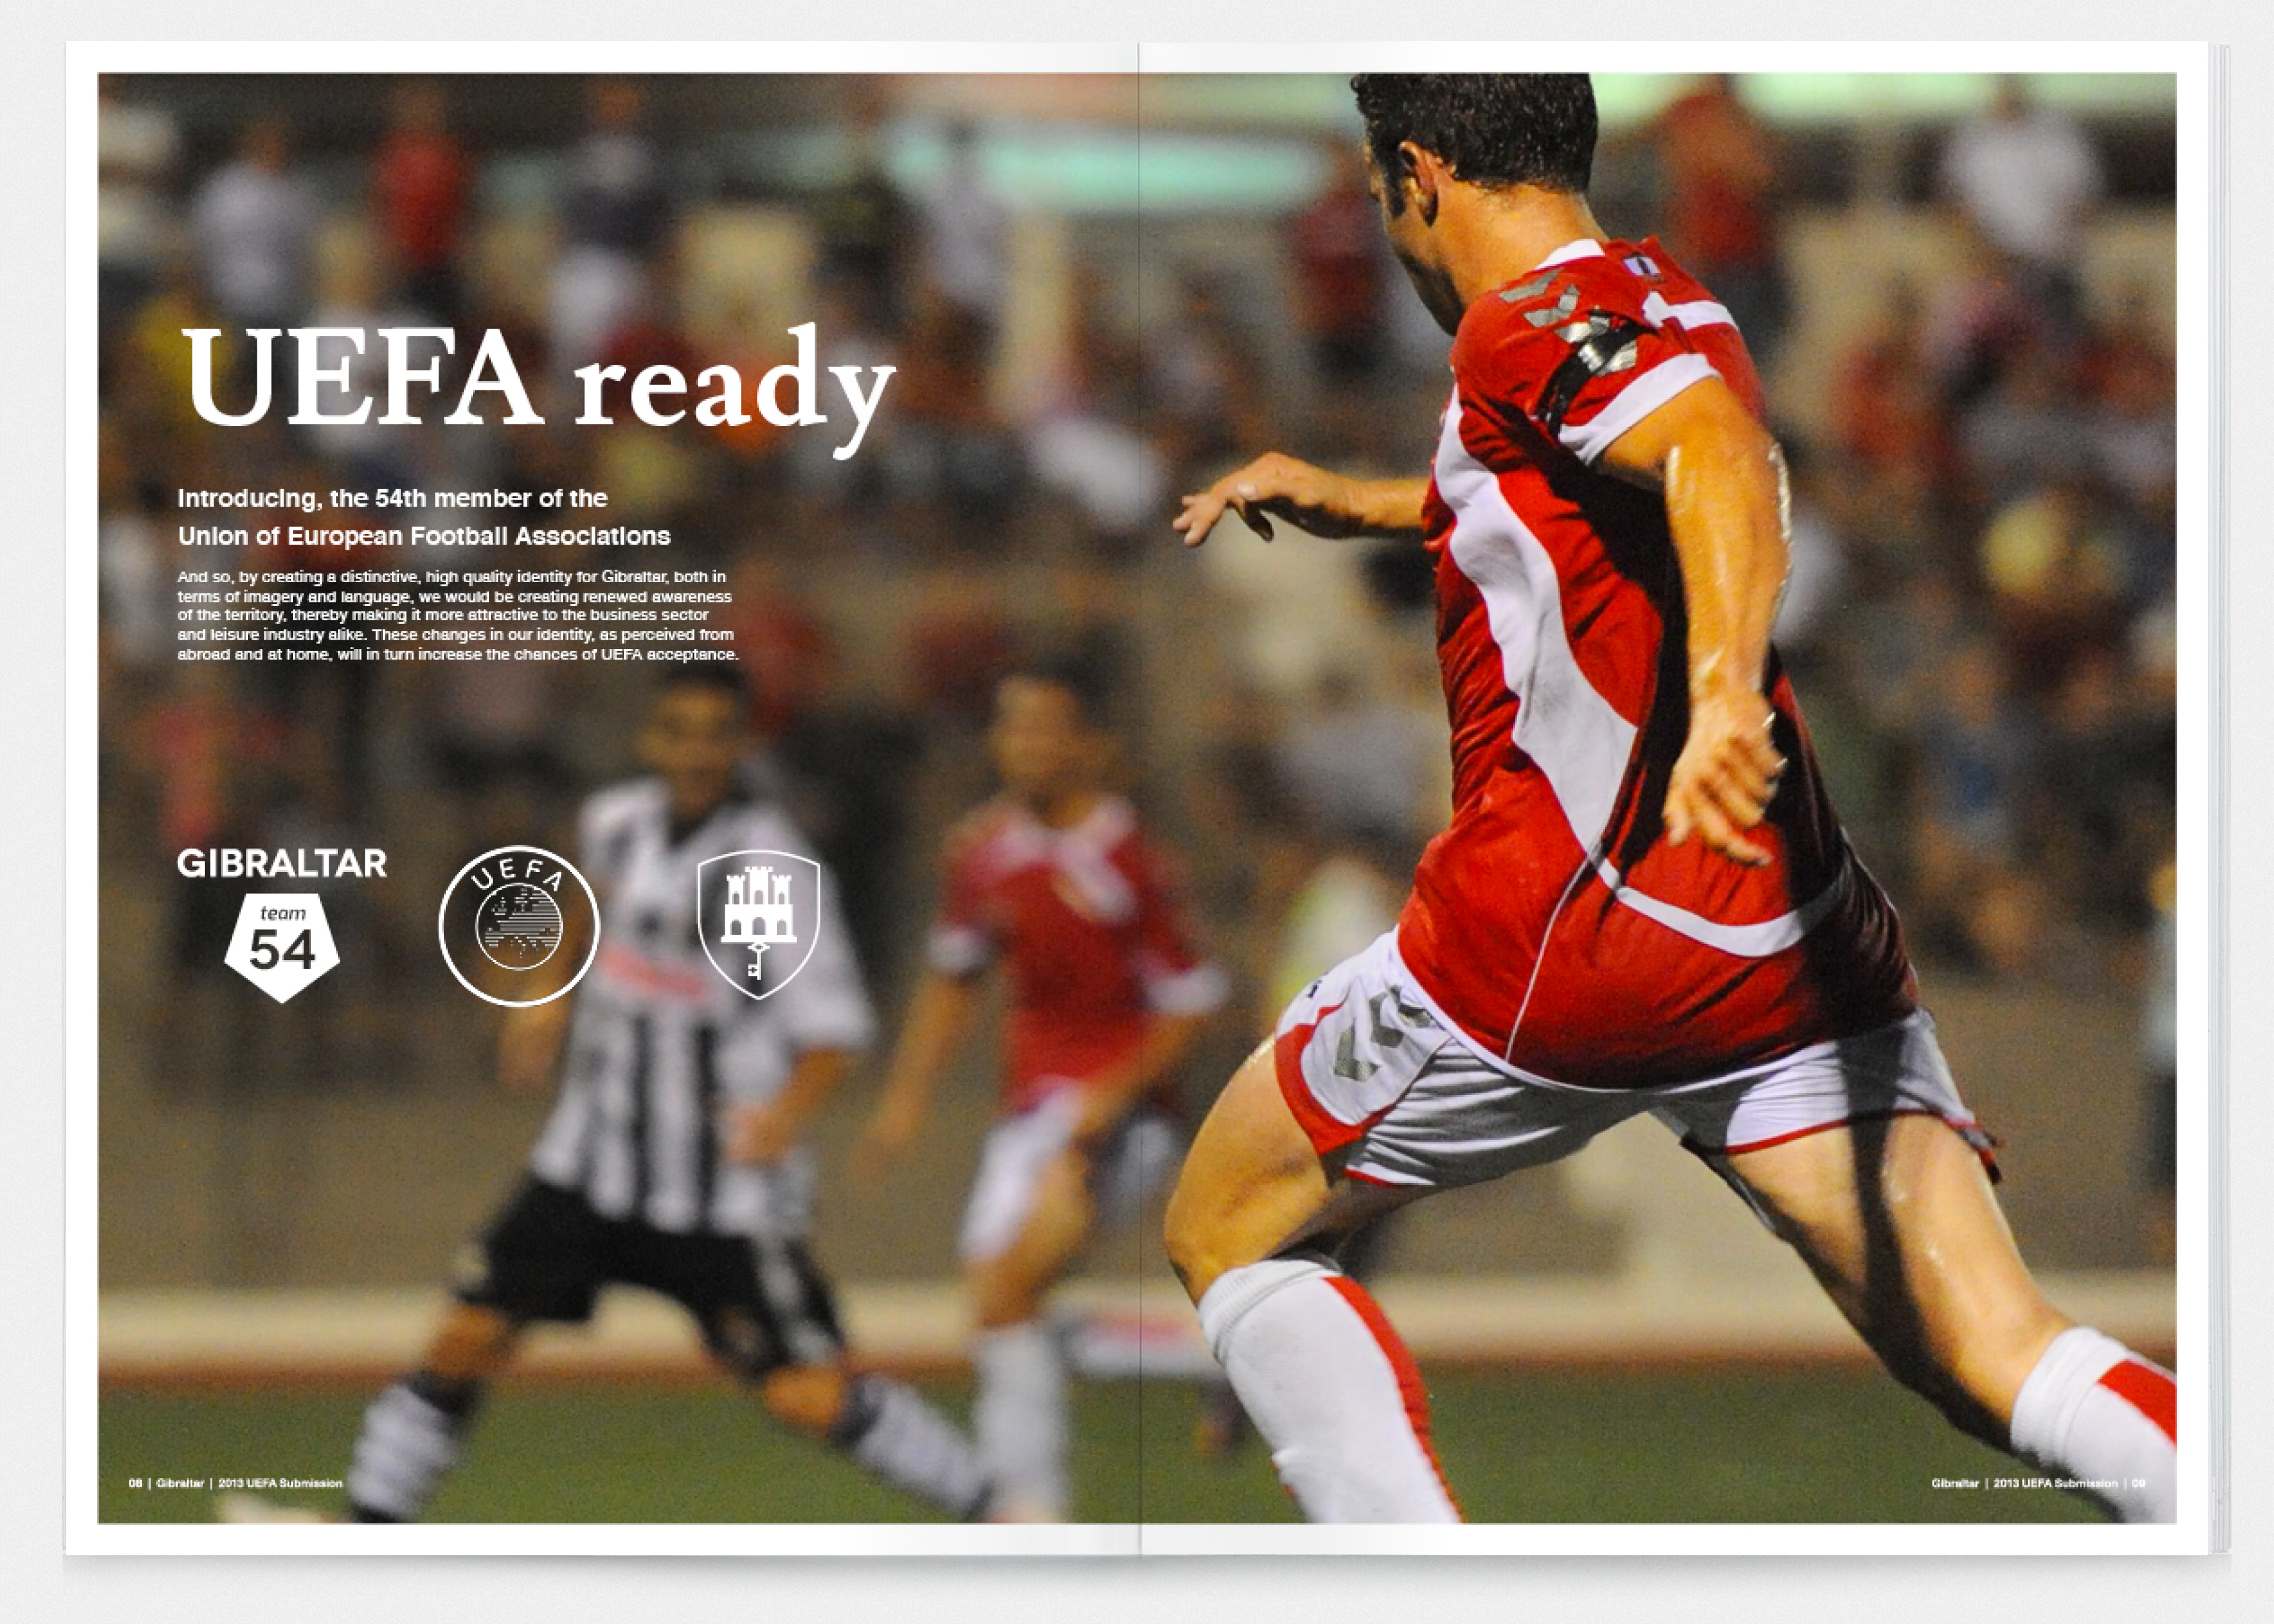 UEFA ready
Introducing, the 54th member of the
Union of European Football Associations
And so, by creating a distinctive, high quality identity for Gibraltar, both in
terms of imagery and language, we would be creating renewed awareness
of the territory, thereby making it more attractive to the business sector
and leisure industry alike. These changes in our identity, as perceived from
abroad and at home, will in turn increase the chances of UEFA acceptance.
GIBRALTAR
team
54
UEFA
08 | Gibraltar | 2013 UEFA Submission
Gibraltar | 2013 UEFA Submission | 09